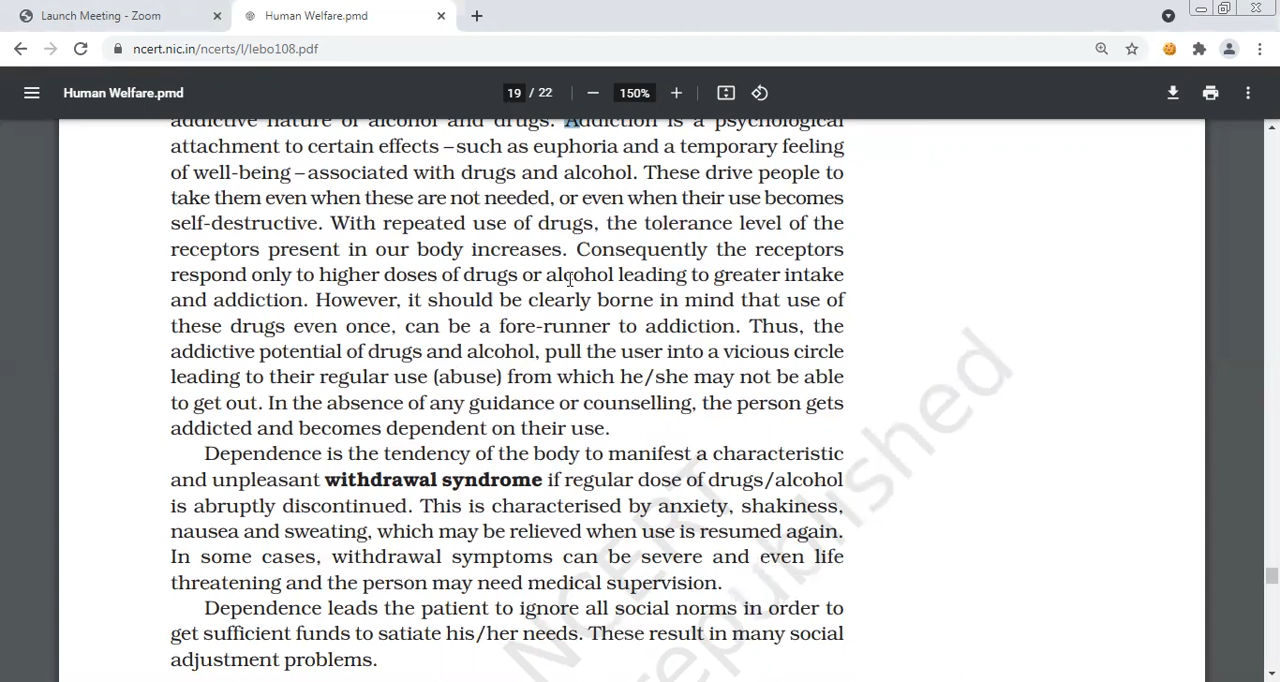 Launch Meeting - Zoom
Human Welfare.pmd
ncert.nic.in/ncerts/l/lebo108.pdf
Human Welfare.pmd
19 / 22
150%
addictive nature of alcohol and drugs. Addiction is a psychological
attachment to certain effects –such as euphoria and a temporary feeling
of well-being –associated with drugs and alcohol. These drive people to
take them even when these are not needed, or even when their use becomes
self-destructive. With repeated use of drugs, the tolerance level of the
receptors present in our body increases. Consequently the receptors
respond only to higher doses of drugs or alcohol leading to greater intake
and addiction. However, it should be clearly borne in mind that use of
these drugs even once, can be a fore-runner to addiction. Thus, the
addictive potential of drugs and alcohol, pull the user into a vicious circle
leading to their regular use (abuse) from which he/she may not be able
to get out. In the absence of any guidance or counselling, the person gets
addicted and becomes dependent on their use.
Dependence is the tendency of the body to manifest a characteristic
and unpleasant withdrawal syndrome if regular dose of drugs/alcohol
is abruptly discontinued. This is characterised by anxiety, shakiness,
nausea and sweating, which may be relieved when use is resumed again.
In some cases, withdrawal symptoms can be severe and even life
threatening and the person may need medical supervision.
Dependence leads the patient to ignore all social norms in order to
get sufficient funds to satiate his/her needs. These result in many social
adjustment problems.
NCERT
republished